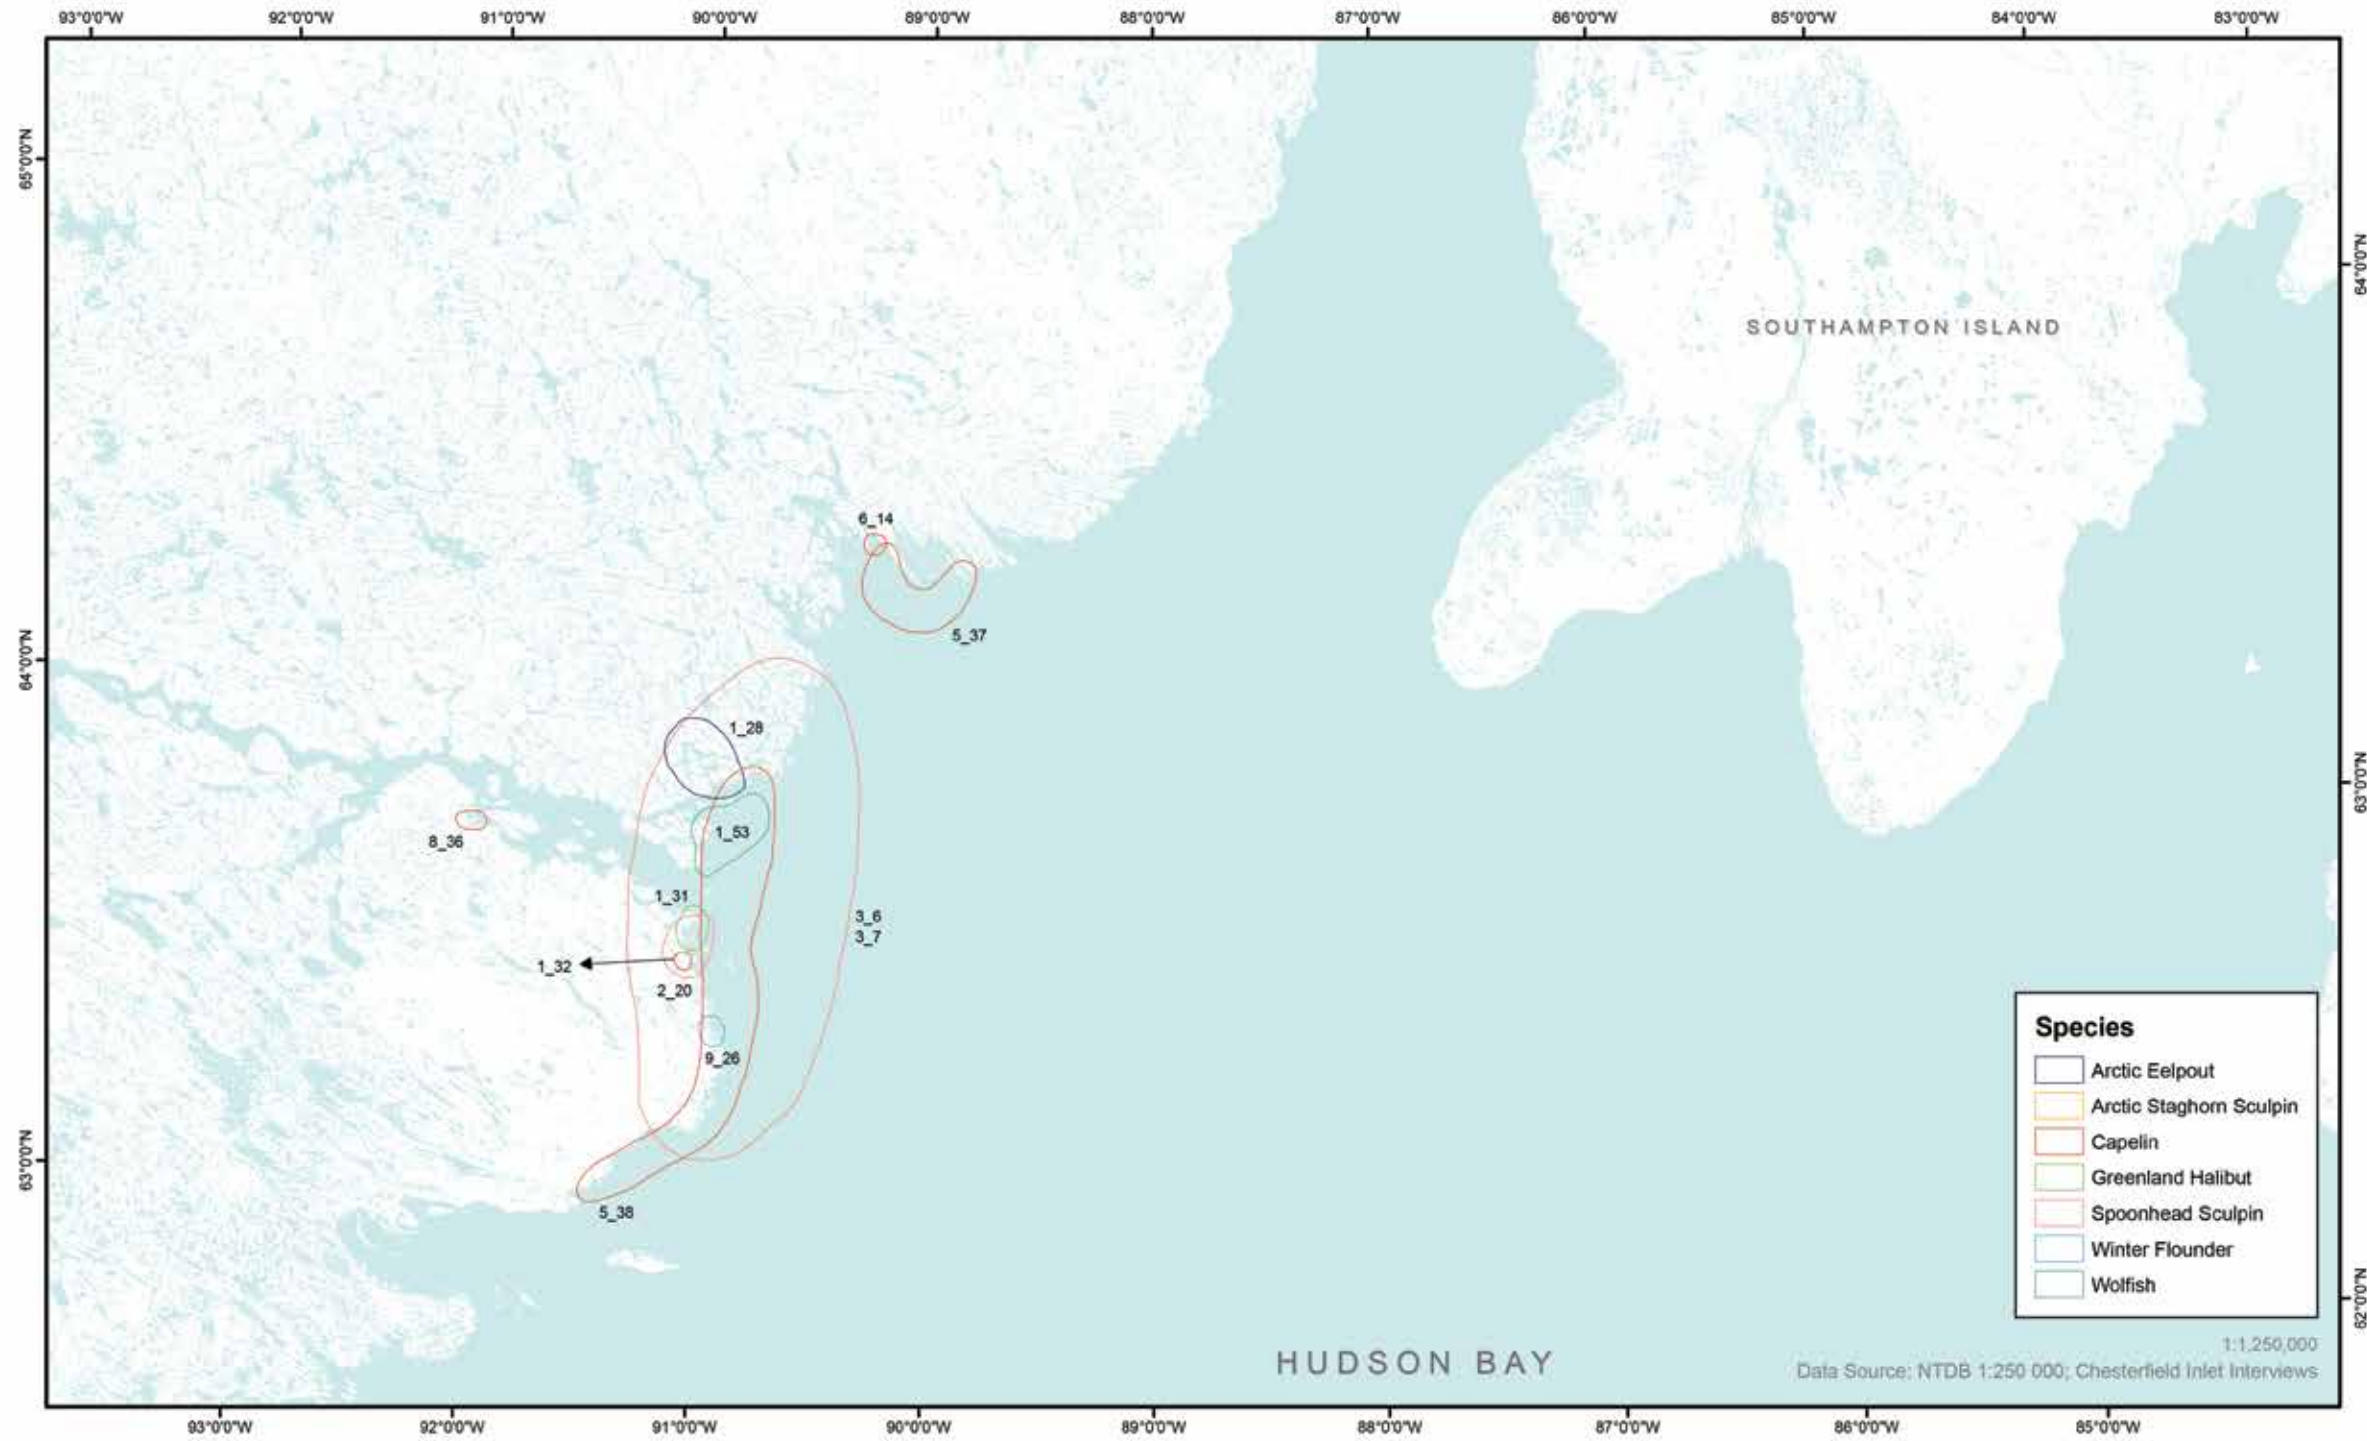 93°0'0"W 92°0'0"W 91°0'0"W 90°0'0"W 89°0'0"W 88°0'0"W 87°0'0"W 86°0'0"W 85°0'0"W 84°0'0"W 83°0'0"W
65°0'0"N
64°0'0"N
SOUTHAMPTON ISLAND
6_14
5_37
64°0'0"N
1_28
63°0'0"N
1_53
8_36
1_31
3_6
3_7
1_32
2_20
9_26
63°0'0"N
5_38
Species
Arctic Eelpout
Arctic Staghorn Sculpin
Capelin
Greenland Halibut
Spoonhead Sculpin
Winter Flounder
Wolfish
62°0'0"N
1:1,250,000
HUDSON BAY
Data Source: NTDB 1:250 000; Chesterfield Inlet Interviews
93°0'0"W 92°0'0"W 91°0'0"W 90°0'0"W 89°0'0"W 88°0'0"W 87°0'0"W 86°0'0"W 85°0'0"W